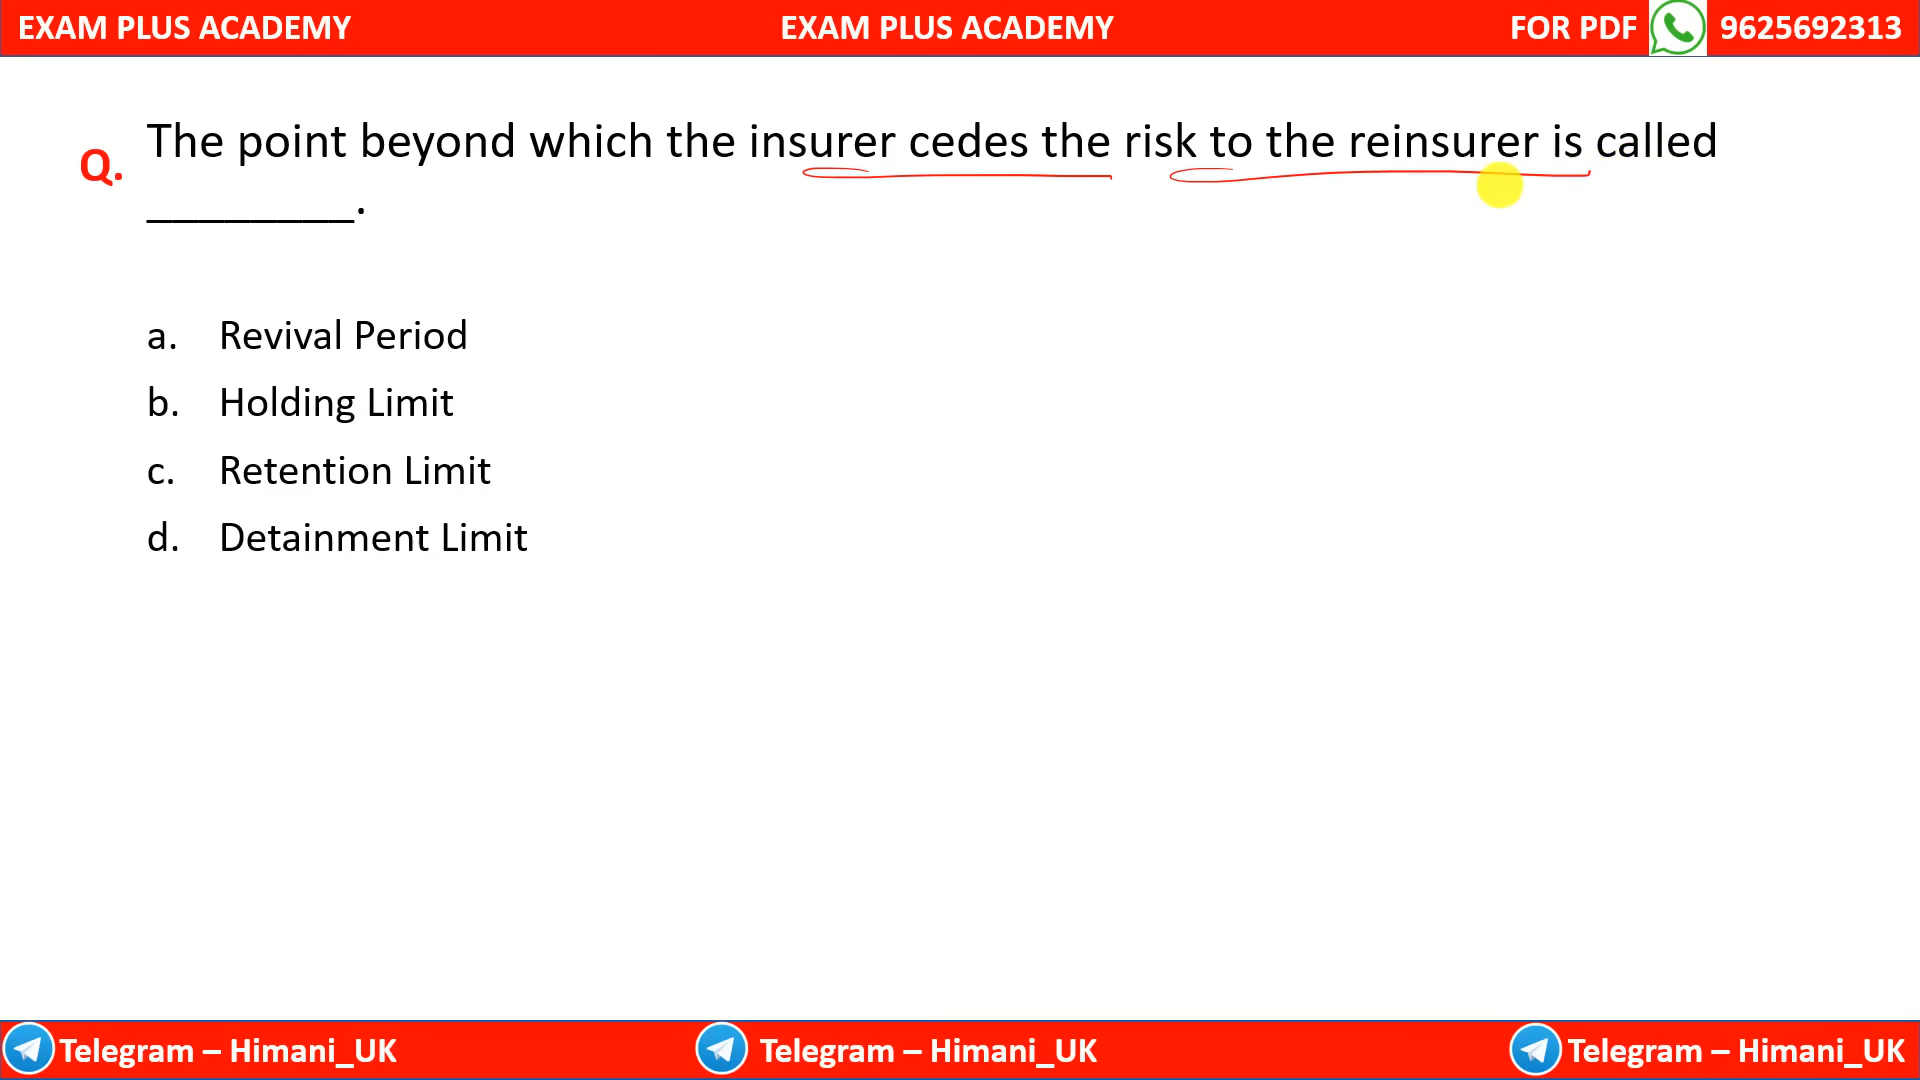 EXAM PLUS ACADEMY EXAM PLUS ACADEMY FOR PDF 9625692313
Q. The point beyond which the insurer cedes the risk to the reinsurer is called
________.
a. Revival Period
b. Holding Limit
c. Retention Limit
d. Detainment Limit
Telegram – Himani_UK Telegram – Himani_UK Telegram – Himani_UK